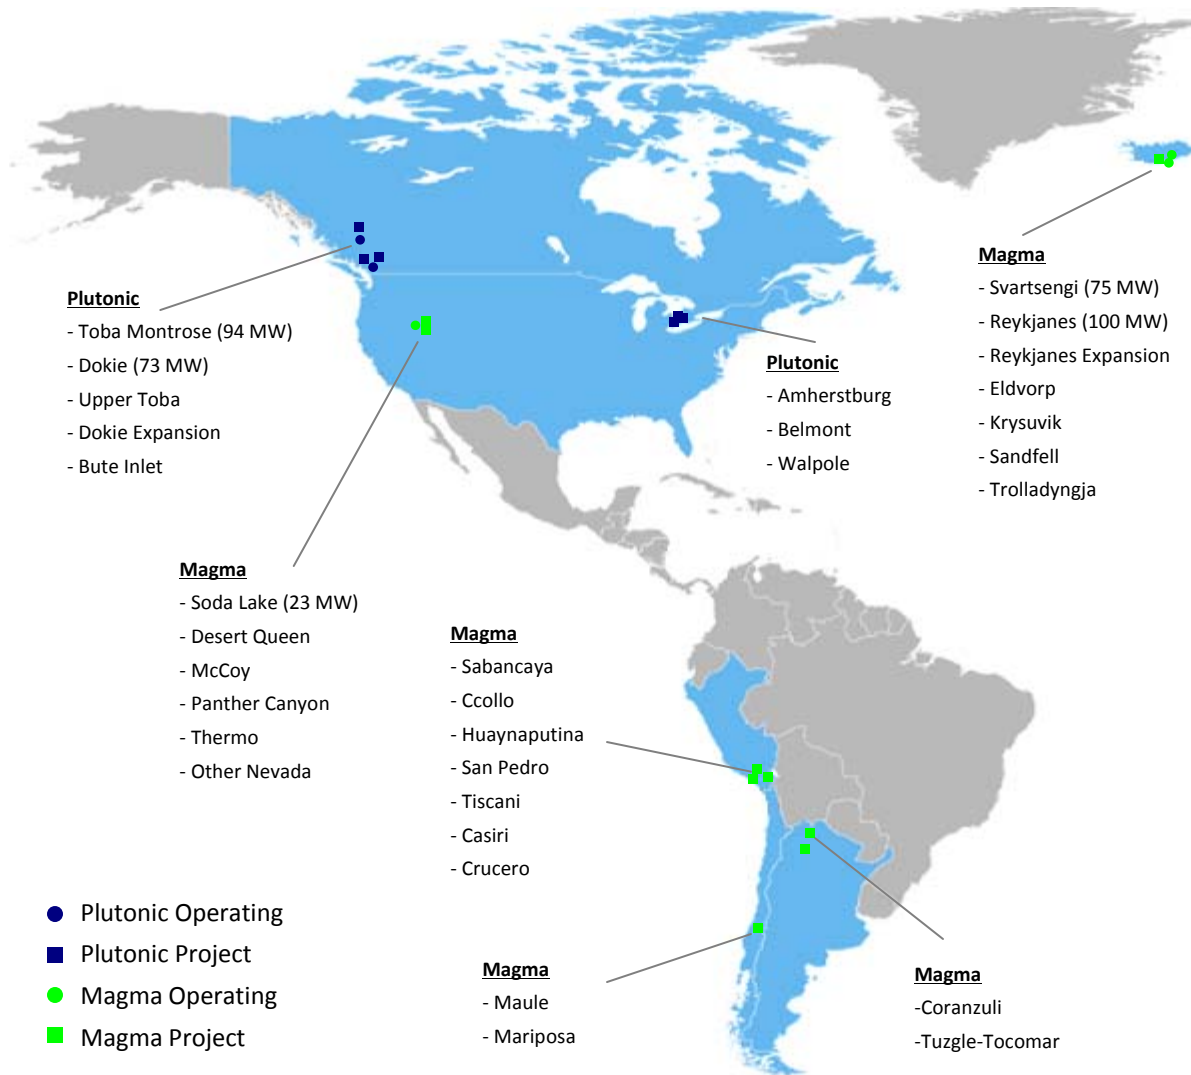 Plutonic
- Toba Montrose (94 MW)
- Dokie (73 MW)
- Upper Toba
- Dokie Expansion
- Bute Inlet
Magma
- Svartsengi (75 MW)
- Reykjanes (100 MW)
- Reykjanes Expansion
- Eldvorp
- Krysuvik
- Sandfell
- Trolladyngja
Plutonic
- Amherstburg
- Belmont
- Walpole
Magma
- Soda Lake (23 MW)
- Desert Queen
- McCoy
- Panther Canyon
- Thermo
- Other Nevada
Magma
- Sabancaya
- Ccollo
- Huaynaputina
- San Pedro
- Tiscani
- Casiri
- Crucero
Magma
- Maule
- Mariposa
Magma
-Coranzuli
-Tuzgle-Tocomar
Plutonic Operating
Plutonic Project
Magma Operating
Magma Project